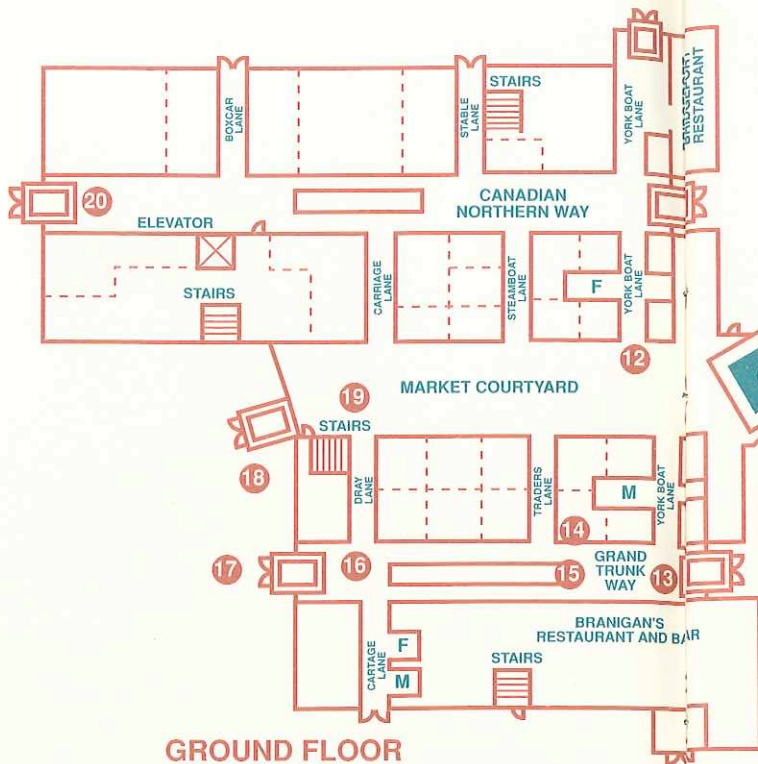 STAIRS
BOXCAR
LANE
STABLE
LANE
YORK BOAT
LANE
BRIDGEPORT
RESTAURANT
20
CANADIAN
NORTHERN WAY
ELEVATOR
STAIRS
CARRIAGE
LANE
STEAMBOAT
LANE
F
YORK BOAT
LANE
12
MARKET COURTYARD
19
STAIRS
18
DRAY
LANE
TRADERS
LANE
M
YORK BOAT
LANE
14
17
16
15
GRAND
TRUNK
WAY
13
BRANIGAN'S
RESTAURANT AND BAR
CARTAGE
LANE
F
M
STAIRS
GROUND FLOOR